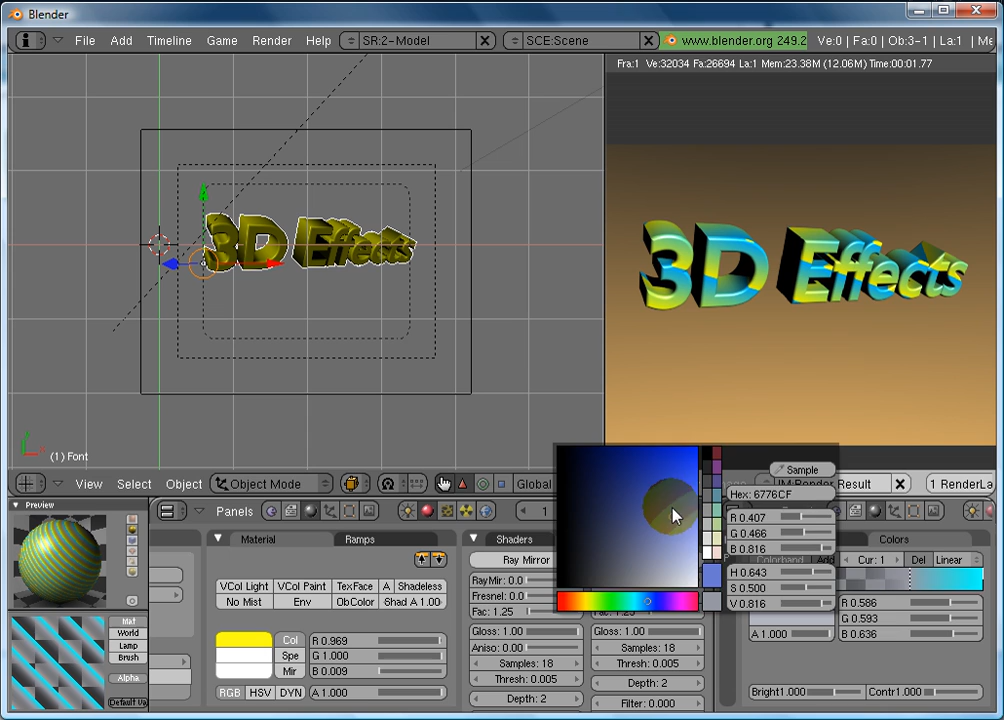 Blender
File Add Timeline Game Render Help SR:2-Model SCE:Scene www.blender.org 249.2 Ve:0 | Fa:0 | Ob:3-1 | La:1 | Me
Fra:1 Ve:32034 Fa:26694 La:1 Mem:23.38M (12.06M) Time:00:01.77
3D Effects
3D Effects
(1) Font
View Select Object Object Mode Global
Sample
IM:Render Result
1 RenderLa
Hex: 6776CF
R 0.407
G 0.466
B 0.816
H 0.643
S 0.500
V 0.816
Preview
Panels
1
Material Ramps
Shaders
Colors
VCol Light VCol Paint TexFace A Shadeless
No Mist Env ObColor Shad A 1.00
Col R 0.969
Spe G 1.000
Mir B 0.009
RGB HSV DYN A 1.000
Ray Mirror
RayMir: 0.0
Fresnel: 0.0
Fac: 1.25
Gloss: 1.00
Aniso: 0.00
Samples: 18
Thresh: 0.005
Depth: 2
Gloss: 1.00
Samples: 18
Thresh: 0.005
Depth: 2
Filter: 0.000
Colorband Add Cur: 1 Del Linear
R 0.586
G 0.593
B 0.636
A 1.000
Bright1.000 Contr1.000
Mat
World
Lamp
Brush
Alpha
Default Va